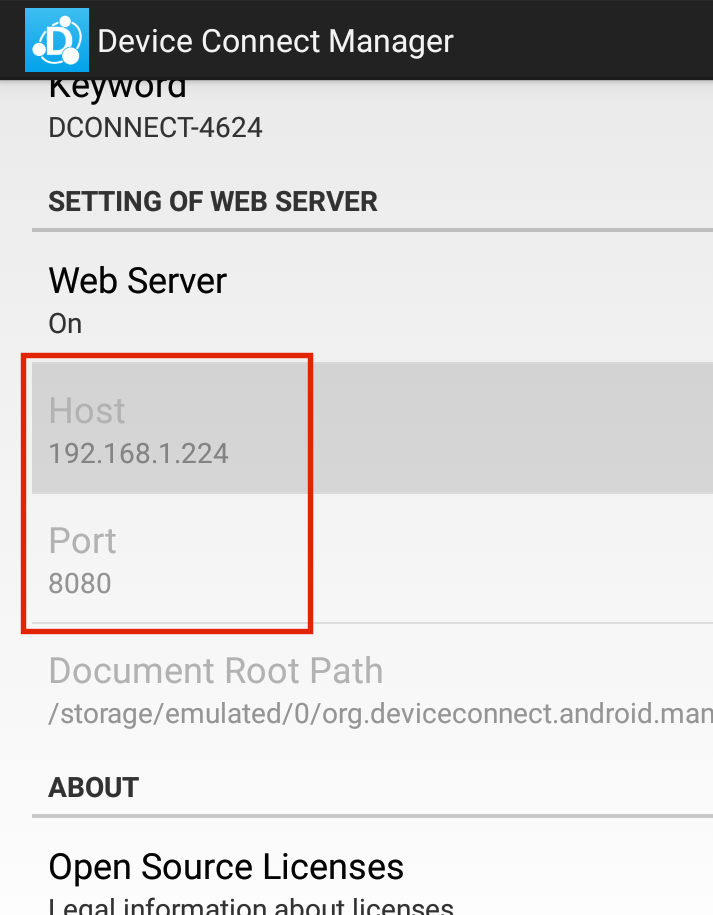 D
Device Connect Manager
Keyword
DCONNECT-4624
SETTING OF WEB SERVER
Web Server
On
Host
192.168.1.224
Port
8080
Document Root Path
/storage/emulated/0/org.deviceconnect.android.man
ABOUT
Open Source Licenses
Legal information about licenses